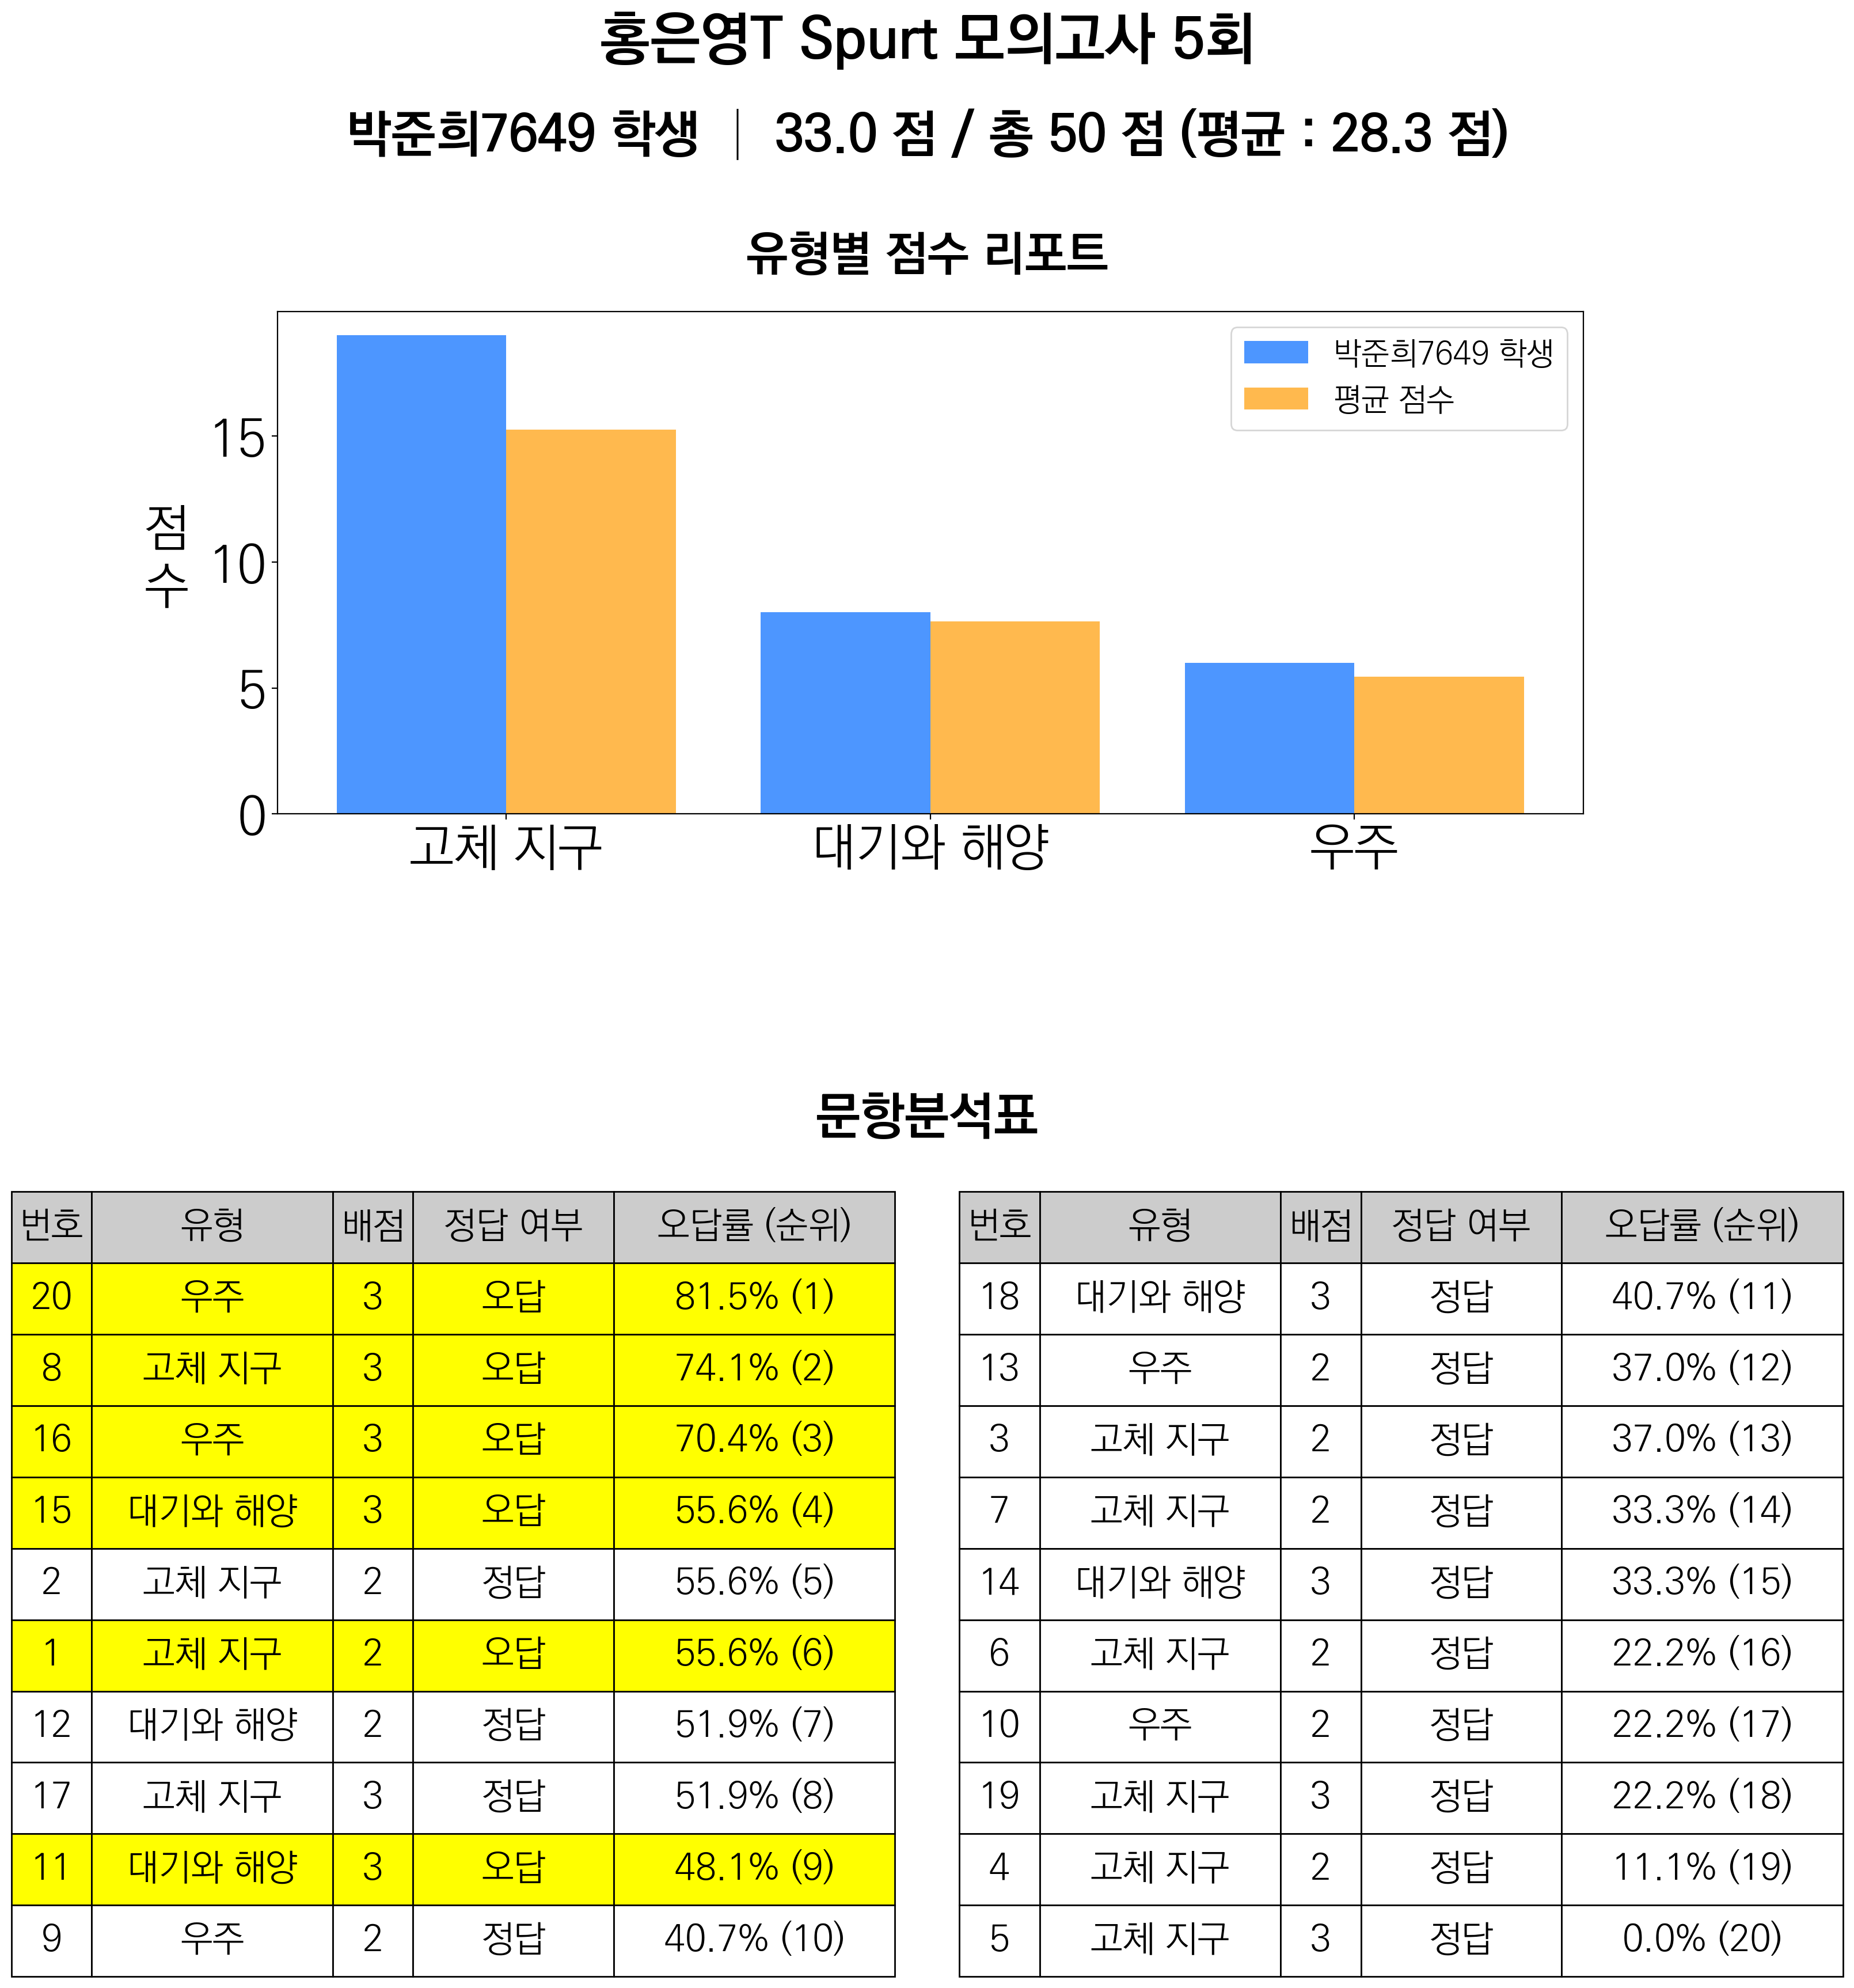 홍은영T Spurt 모의고사 5회
박준희7649 학생 | 33.0 점 / 총 50 점 (평균 : 28.3 점)
유형별 점수 리포트
박준희7649 학생
평균 점수
점
수
15
10
5
0
고체 지구 대기와 해양 우주
문항분석표
번호 유형 배점 정답 여부 오답률 (순위)
20 우주 3 오답 81.5% (1)
8 고체 지구 3 오답 74.1% (2)
16 우주 3 오답 70.4% (3)
15 대기와 해양 3 오답 55.6% (4)
2 고체 지구 2 정답 55.6% (5)
1 고체 지구 2 오답 55.6% (6)
12 대기와 해양 2 정답 51.9% (7)
17 고체 지구 3 정답 51.9% (8)
11 대기와 해양 3 오답 48.1% (9)
9 우주 2 정답 40.7% (10)
번호 유형 배점 정답 여부 오답률 (순위)
18 대기와 해양 3 정답 40.7% (11)
13 우주 2 정답 37.0% (12)
3 고체 지구 2 정답 37.0% (13)
7 고체 지구 2 정답 33.3% (14)
14 대기와 해양 3 정답 33.3% (15)
6 고체 지구 2 정답 22.2% (16)
10 우주 2 정답 22.2% (17)
19 고체 지구 3 정답 22.2% (18)
4 고체 지구 2 정답 11.1% (19)
5 고체 지구 3 정답 0.0% (20)